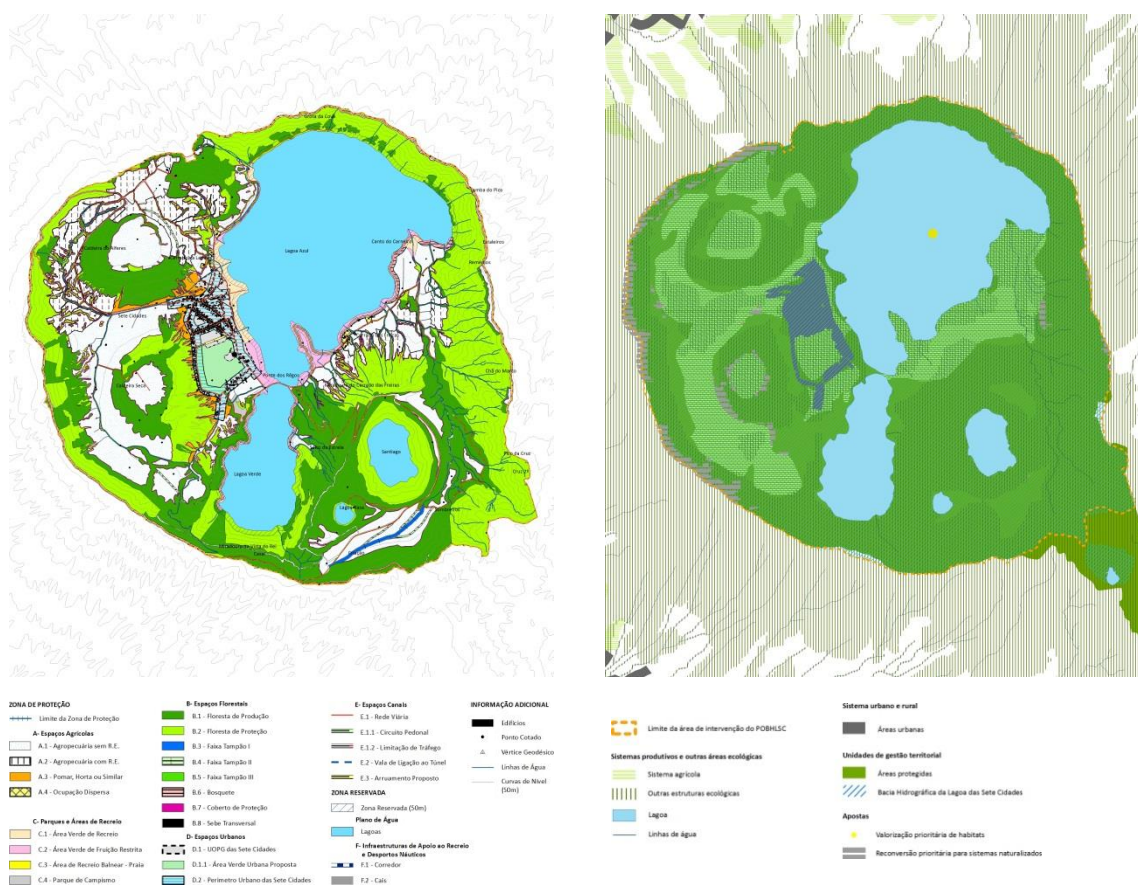 Lomba do Pico
Lagoa Azul
Cerrado das Freiras
Sete Cidades
Caldeira Seca
Chã do Marto
Santiago
Lagoa Verde
ZONA DE PROTEÇÃO
Limite da Zona de Proteção
A- Espaços Agrícolas
A.1 - Agropecuária sem R.E.
A.2 - Agropecuária com R.E.
A.3 - Pomar, Horta ou Similar
A.4 - Ocupação Dispersa
C- Parques e Áreas de Recreio
C.1 - Área Verde de Recreio
C.2 - Área Verde de Fruição Restrita
C.3 - Área de Recreio Balnear - Praia
C.4 - Parque de Campismo
B- Espaços Florestais
B.1 - Floresta de Produção
B.2 - Floresta de Proteção
B.3 - Faixa Tampão I
B.4 - Faixa Tampão II
B.5 - Faixa Tampão III
B.6 - Bosquete
B.7 - Coberto de Proteção
B.8 - Sebe Transversal
D- Espaços Urbanos
D.1 - UOPG das Sete Cidades
D.1.1 - Área Verde Urbana Proposta
D.2 - Perímetro Urbano das Sete Cidades
E- Espaços Canais
E.1 - Rede Viária
E.1.1 - Circuito Pedonal
E.1.2 - Limitação de Tráfego
E.2 - Vala de Ligação ao Túnel
E.3 - Arruamento Proposto
ZONA RESERVADA
Zona Reservada (50m)
Plano de Água
Lagoas
F- Infraestruturas de Apoio ao Recreio
e Desportos Náuticos
F.1 - Corredor
F.2 - Cais
INFORMAÇÃO ADICIONAL
Edifícios
Ponto Cotado
Vértice Geodésico
Linhas de Água
Curvas de Nível
(50m)
Limite da área de intervenção do POBHLSC
Sistemas produtivos e outras áreas ecológicas
Sistema agrícola
Outras estruturas ecológicas
Lagoa
Linhas de água
Sistema urbano e rural
Áreas urbanas
Unidades de gestão territorial
Áreas protegidas
Bacia Hidrográfica da Lagoa das Sete Cidades
Apostas
Valorização prioritária de habitats
Reconversão prioritária para sistemas naturalizados